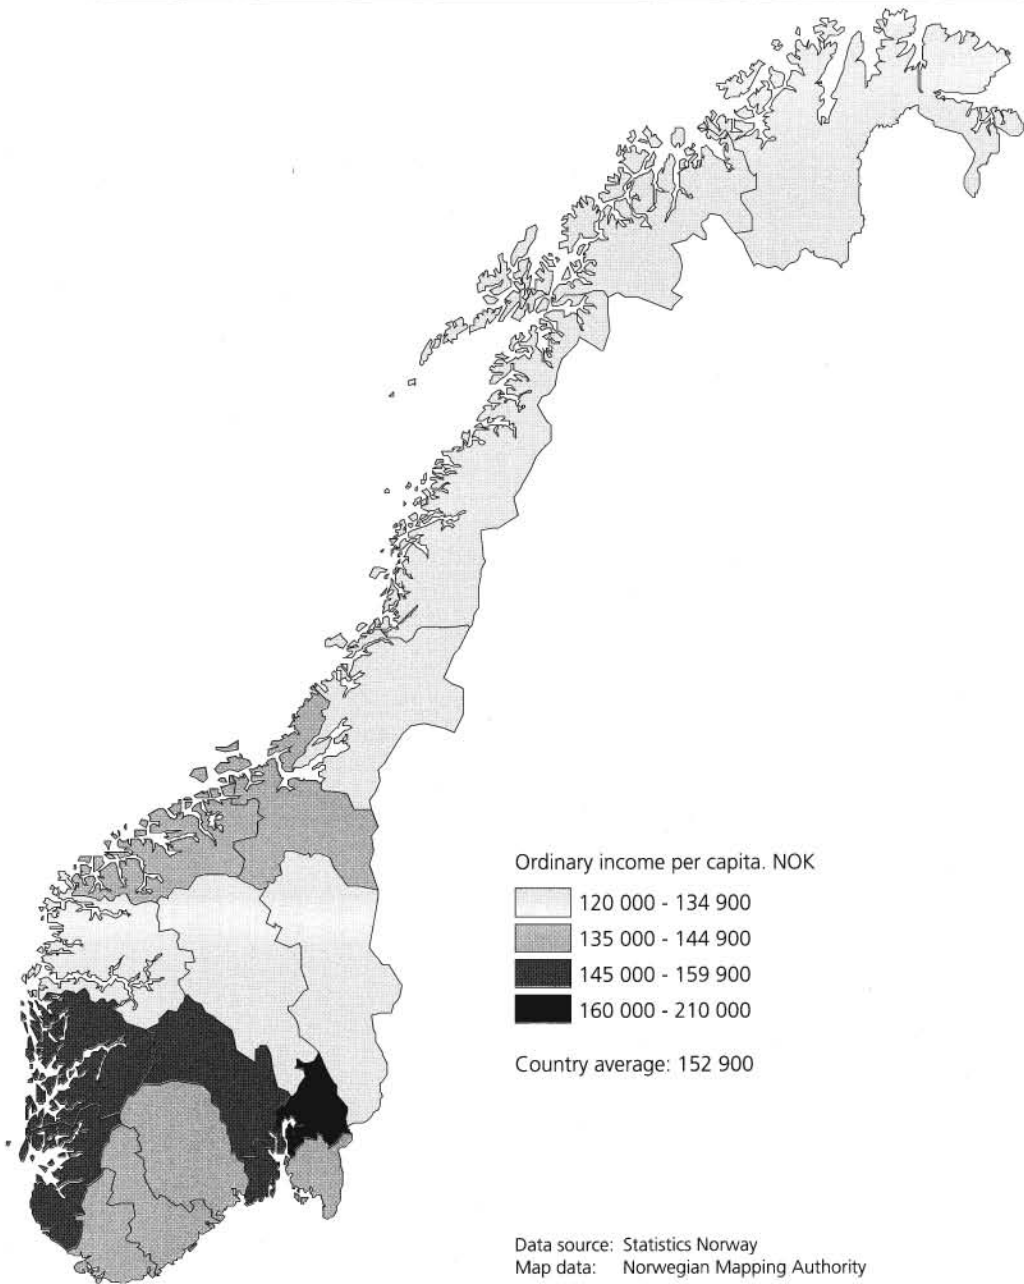 Ordinary income per capita. NOK
120 000 - 134 900
135 000 - 144 900
145 000 - 159 900
160 000 - 210 000
Country average: 152 900
Data source: Statistics Norway
Map data: Norwegian Mapping Authority